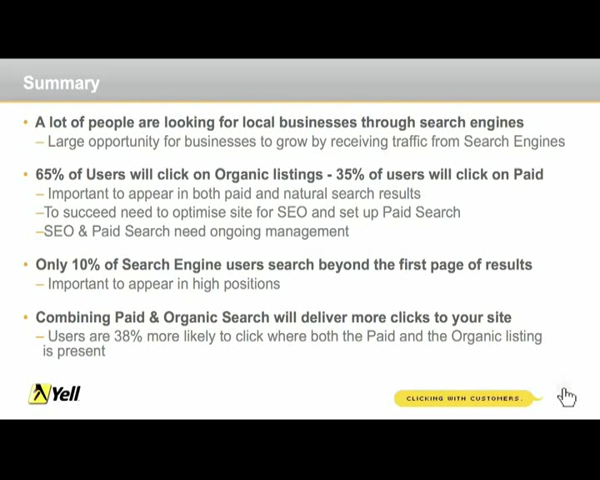 Summary
• A lot of people are looking for local businesses through search engines
– Large opportunity for businesses to grow by receiving traffic from Search Engines
• 65% of Users will click on Organic listings - 35% of users will click on Paid
– Important to appear in both paid and natural search results
–To succeed need to optimise site for SEO and set up Paid Search
–SEO & Paid Search need ongoing management
• Only 10% of Search Engine users search beyond the first page of results
– Important to appear in high positions
• Combining Paid & Organic Search will deliver more clicks to your site
– Users are 38% more likely to click where both the Paid and the Organic listing
is present
Yell
CLICKING WITH CUSTOMERS.